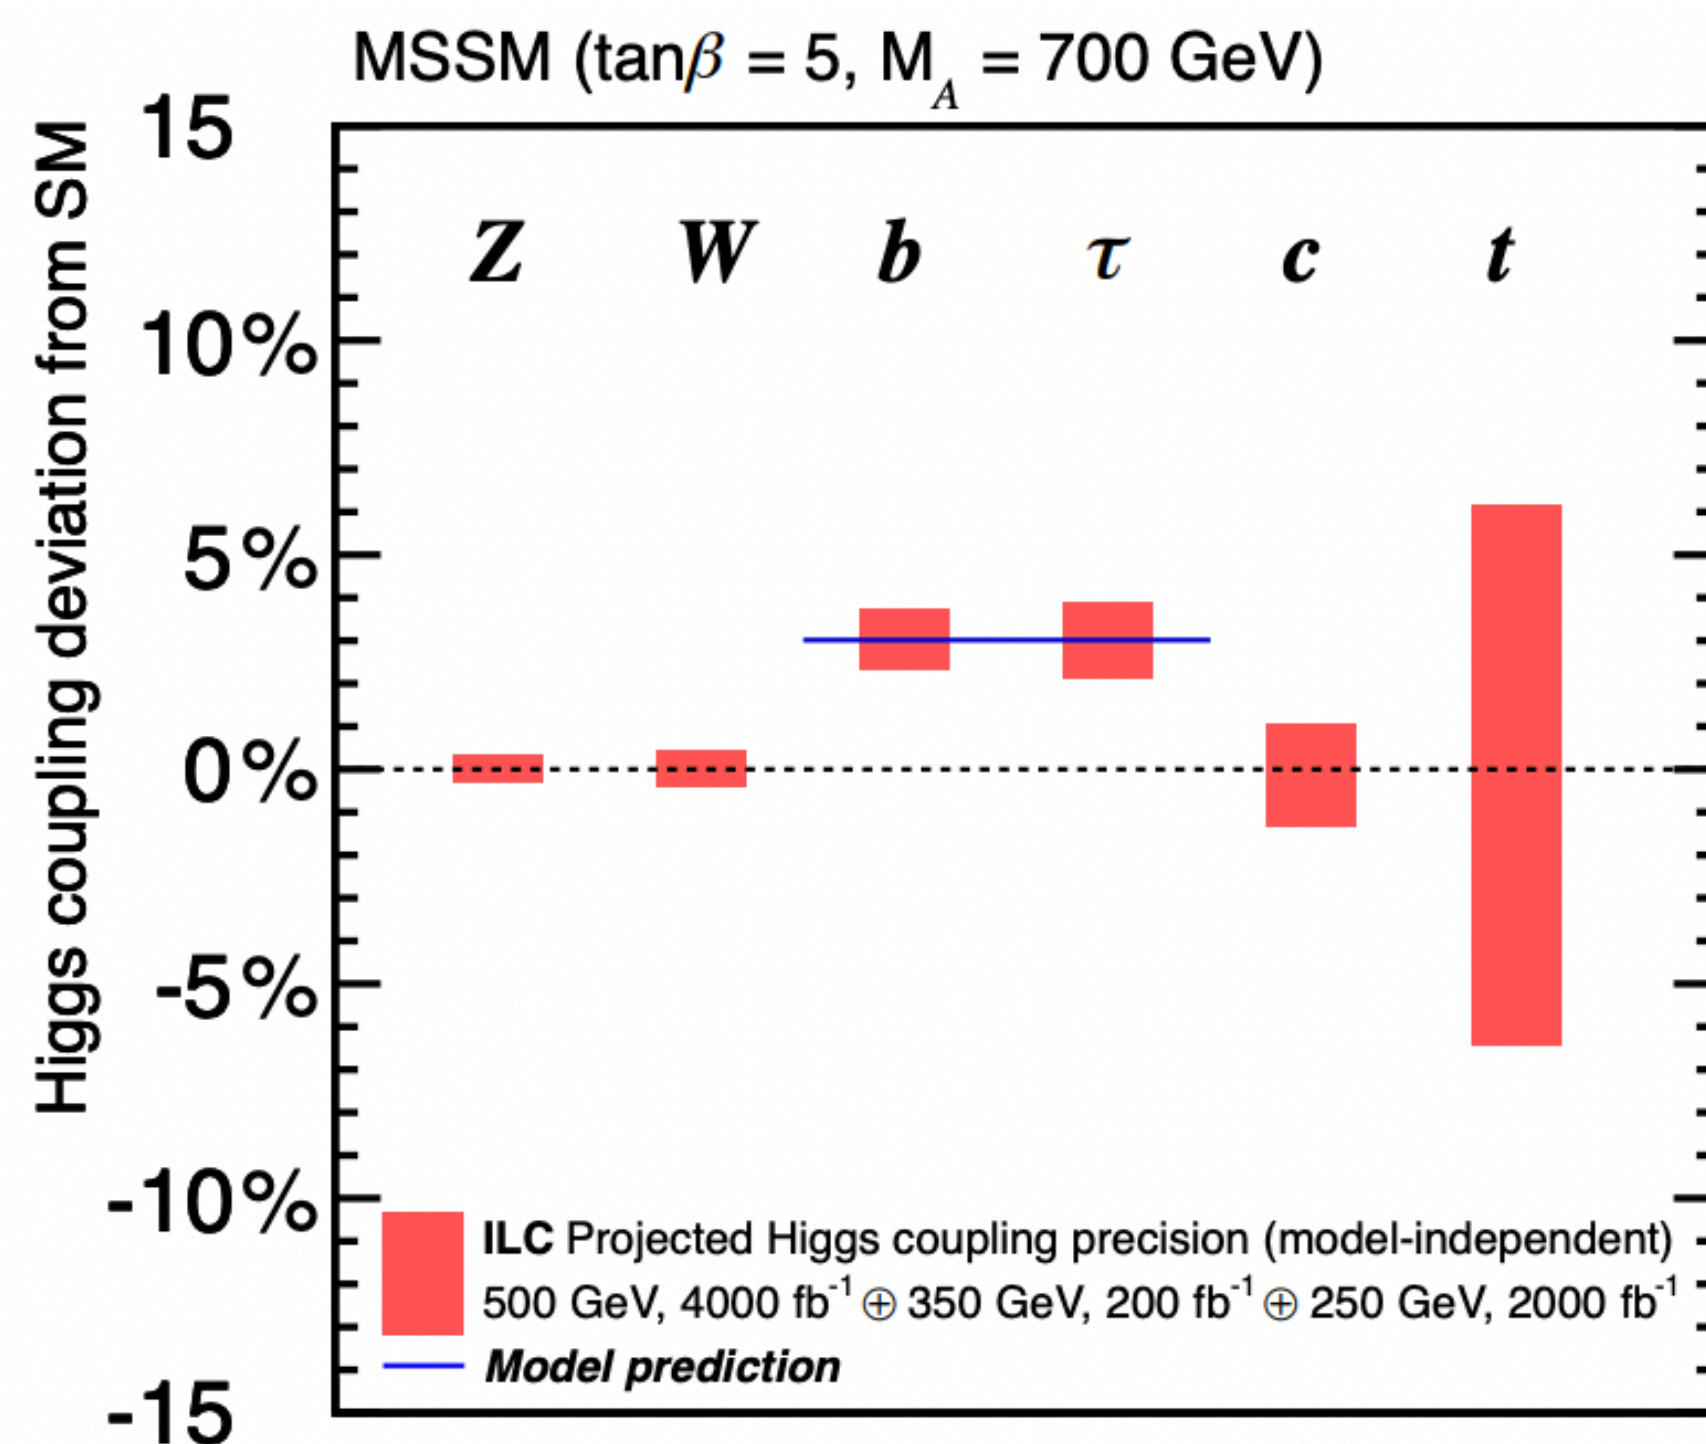 MSSM (tanβ = 5, M_A = 700 GeV)
Higgs coupling deviation from SM
15
10%
5%
0%
-5%
-10%
-15
Z W b τ c t
ILC Projected Higgs coupling precision (model-independent)
500 GeV, 4000 fb⁻¹ ⊕ 350 GeV, 200 fb⁻¹ ⊕ 250 GeV, 2000 fb⁻¹
Model prediction